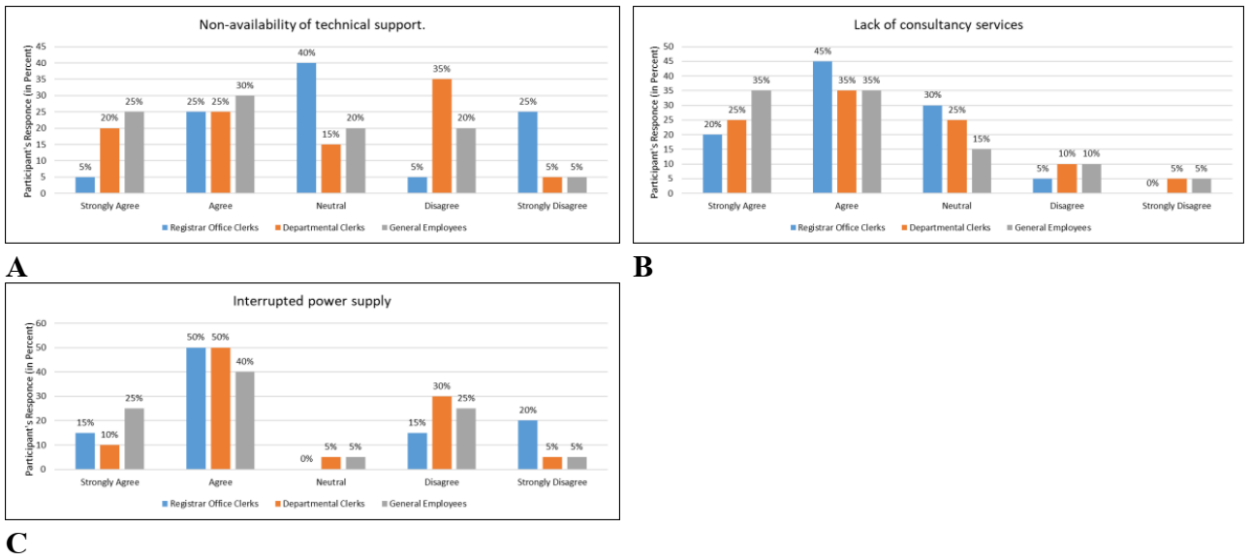 Non-availability of technical support.
Participant's Responce (in Percent)
45
40
35
30
25
20
15
10
5
0
5% 20% 25%
25% 25% 30%
40% 15% 20%
5% 35% 20%
25% 5% 5%
Strongly Agree Agree Neutral Disagree Strongly Disagree
Registrar Office Clerks Departmental Clerks General Employees
A
Lack of consultancy services
Participant's Responce (in Percent)
50
45
40
35
30
25
20
15
10
5
0
20% 25% 35%
45% 35% 35%
30% 25% 15%
5% 10% 10%
0% 5% 5%
Strongly Agree Agree Neutral Disagree Strongly Disagree
Registrar Office Clerks Departmental Clerks General Employees
B
Interrupted power supply
Participant's Responce (in Percent)
60
50
40
30
20
10
0
15% 10% 25%
50% 50% 40%
0% 5% 5%
15% 30% 25%
20% 5% 5%
Strongly Agree Agree Neutral Disagree Strongly Disagree
Registrar Office Clerks Departmental Clerks General Employees
C